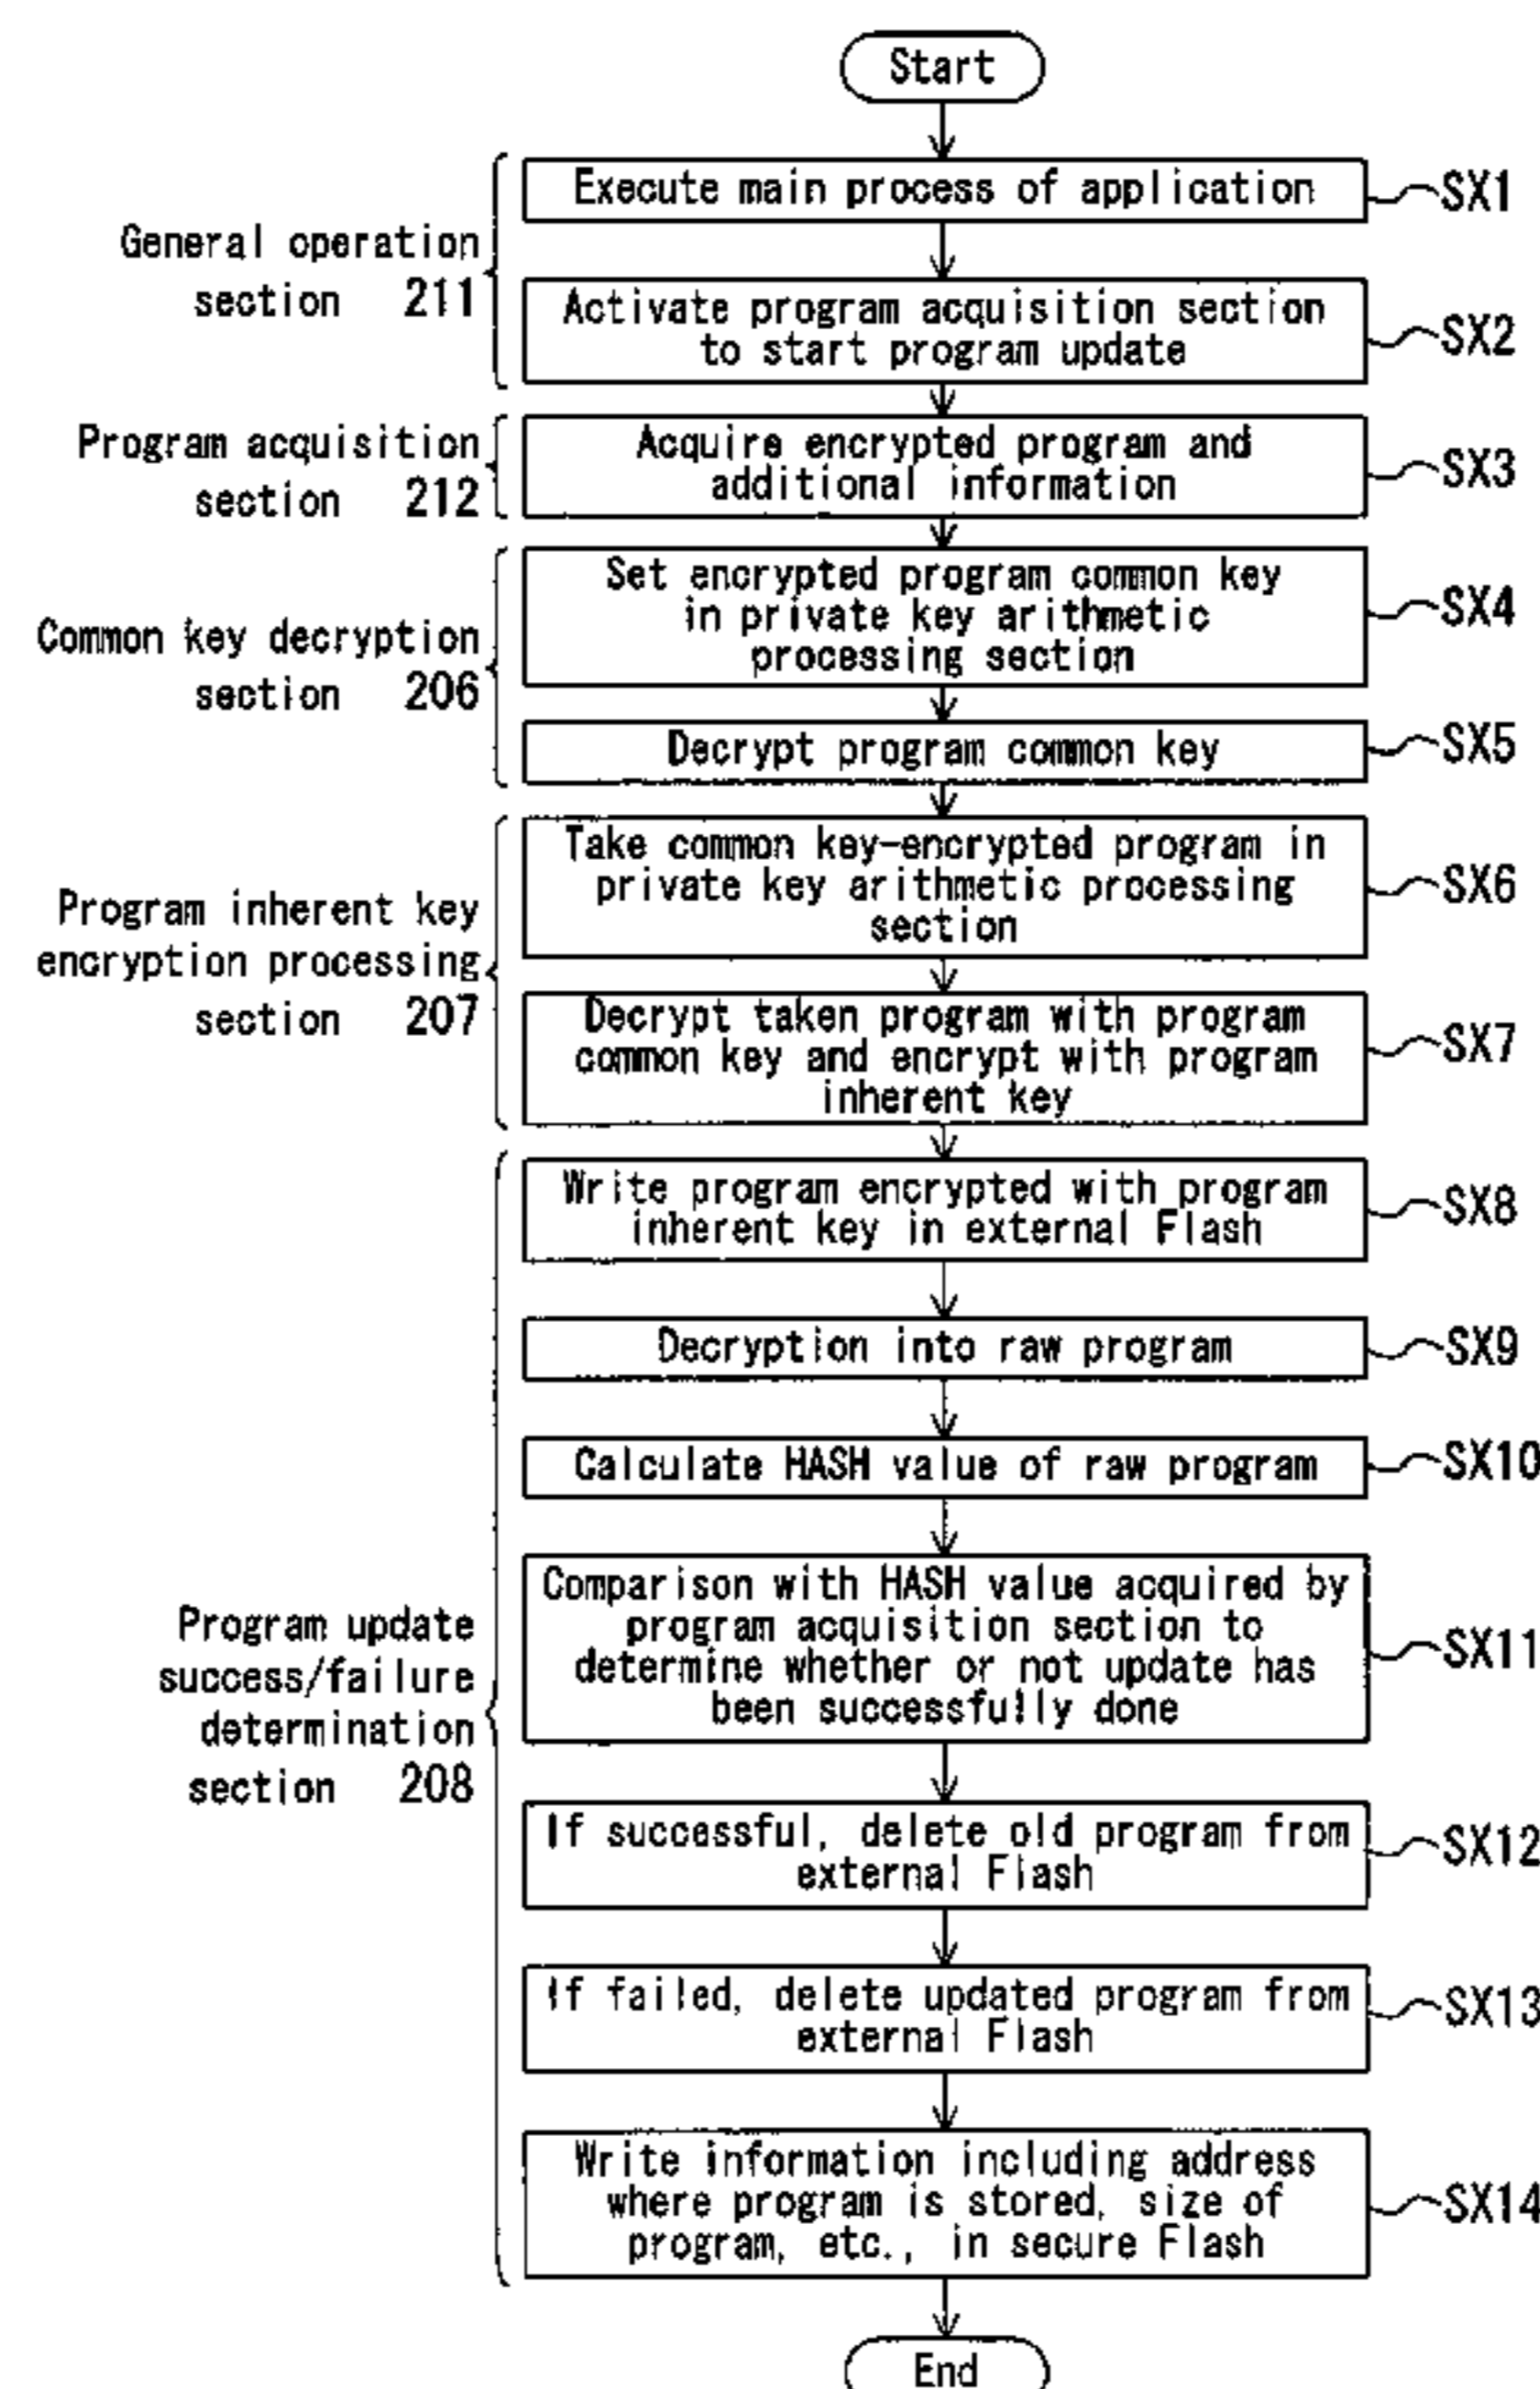 Start
General operation
section 211
Execute main process of application
SX1
Activate program acquisition section
to start program update
SX2
Program acquisition
section 212
Acquire encrypted program and
additional information
SX3
Common key decryption
section 206
Set encrypted program common key
in private key arithmetic
processing section
SX4
Decrypt program common key
SX5
Program inherent key
encryption processing
section 207
Take common key-encrypted program in
private key arithmetic processing
section
SX6
Decrypt taken program with program
common key and encrypt with program
inherent key
SX7
Program update
success/failure
determination
section 208
Write program encrypted with program
inherent key in external Flash
SX8
Decryption into raw program
SX9
Calculate HASH value of raw program
SX10
Comparison with HASH value acquired by
program acquisition section to
determine whether or not update has
been successfully done
SX11
If successful, delete old program from
external Flash
SX12
If failed, delete updated program from
external Flash
SX13
Write information including address
where program is stored, size of
program, etc., in secure Flash
SX14
End